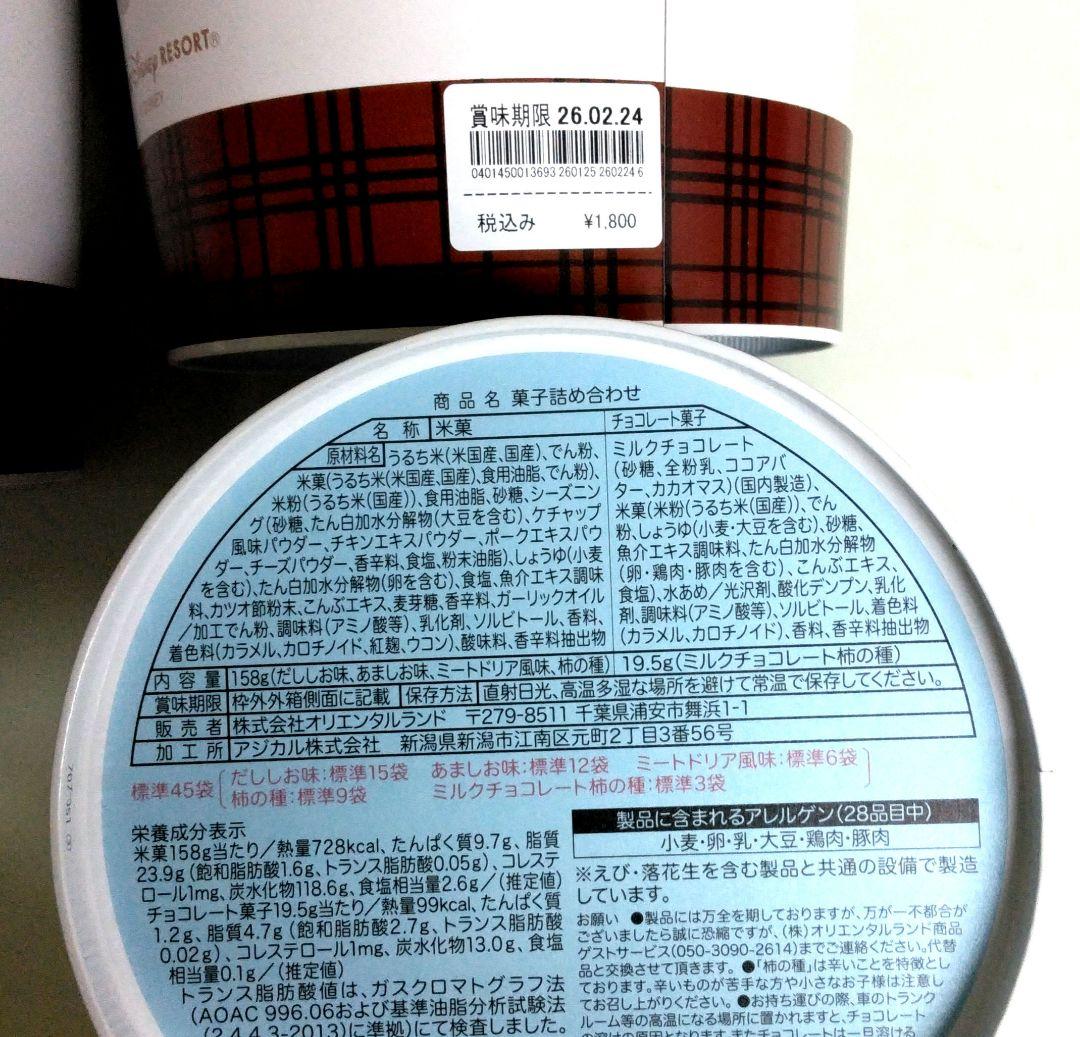 Disney RESORT®
賞味期限 26.02.24
0401450013693 260125 260224 6
税込み ¥1,800
商品名 菓子詰め合わせ
名称 米菓 チョコレート菓子
原材料名 うるち米(米国産、国産)、でん粉、
米菓(うるち米(米国産、国産)、食用油脂、でん粉)、
米粉(うるち米(国産))、食用油脂、砂糖、シーズニン
グ(砂糖、たん白加水分解物(大豆を含む)、ケチャップ
風味パウダー、チキンエキスパウダー、ポークエキスパウ
ダー、チーズパウダー、香辛料、食塩、粉末油脂)、しょうゆ(小麦
を含む)、たん白加水分解物(卵を含む)、食塩、魚介エキス調味
料、カツオ節粉末、こんぶエキス、麦芽糖、香辛料、ガーリックオイル
/加工でん粉、調味料(アミノ酸等)、乳化剤、ソルビトール、香料、
着色料(カラメル、カロチノイド、紅麹、ウコン)、酸味料、香辛料抽出物
ミルクチョコレート
(砂糖、全粉乳、ココアバ
ター、カカオマス)(国内製造)、
米菓(米粉(うるち米(国産))、でん
粉、しょうゆ(小麦・大豆を含む)、砂糖、
魚介エキス調味料、たん白加水分解物
(卵・鶏肉・豚肉を含む)、こんぶエキス、
食塩)、水あめ/光沢剤、酸化デンプン、乳化
剤、調味料(アミノ酸等)、ソルビトール、着色料
(カラメル、カロチノイド)、香料、香辛料抽出物
内容量 158g(だししお味、あましお味、ミートドリア風味、柿の種) 19.5g(ミルクチョコレート柿の種)
賞味期限 枠外外箱側面に記載 保存方法 直射日光、高温多湿な場所を避けて常温で保存してください。
販売者 株式会社オリエンタルランド 〒279-8511 千葉県浦安市舞浜1-1
加工所 アジカル株式会社 新潟県新潟市江南区元町2丁目3番56号
標準45袋 だししお味:標準15袋 あましお味:標準12袋 ミートドリア風味:標準6袋
柿の種:標準9袋 ミルクチョコレート柿の種:標準3袋
栄養成分表示
米菓158g当たり/熱量728kcal、たんぱく質9.7g、脂質
23.9g(飽和脂肪酸1.6g、トランス脂肪酸0.05g)、コレステ
ロール1mg、炭水化物118.6g、食塩相当量2.6g/(推定値)
チョコレート菓子19.5g当たり/熱量99kcal、たんぱく質
1.2g、脂質4.7g(飽和脂肪酸2.7g、トランス脂肪酸
0.02g)、コレステロール1mg、炭水化物13.0g、食塩
相当量0.1g/(推定値)
トランス脂肪酸値は、ガスクロマトグラフ法
(AOAC 996.06および基準油脂分析試験法
(2.4.4.3-2013)に準拠)にて検査しました。
製品に含まれるアレルゲン(28品目中)
小麦・卵・乳・大豆・鶏肉・豚肉
※えび・落花生を含む製品と共通の設備で製造
しています。
お願い ●製品には万全を期しておりますが、万が一不都合が
ございましたら誠に恐縮ですが、(株)オリエンタルランド商品
ゲストサービス(050-3090-2614)までご連絡ください。代替
品と交換させて頂きます。 ●「柿の種」は辛いことを特徴とし
ております。辛いものが苦手な方や小さなお子様は注意し
てお召し上がりください。 ●お持ち運びの際、車のトランク
ルーム等の高温になる場所に置かれますと、チョコレート
の溶けの原因となります。またチョコレートは一旦溶ける